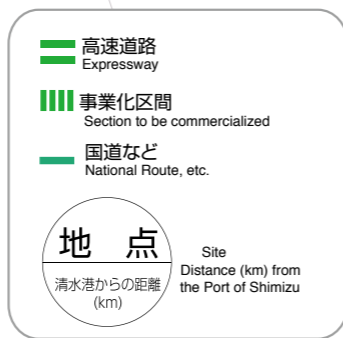 高速道路
Expressway
事業化区間
Section to be commercialized
国道など
National Route, etc.
地　点
清水港からの距離
(km)
Site
Distance (km) from
the Port of Shimizu